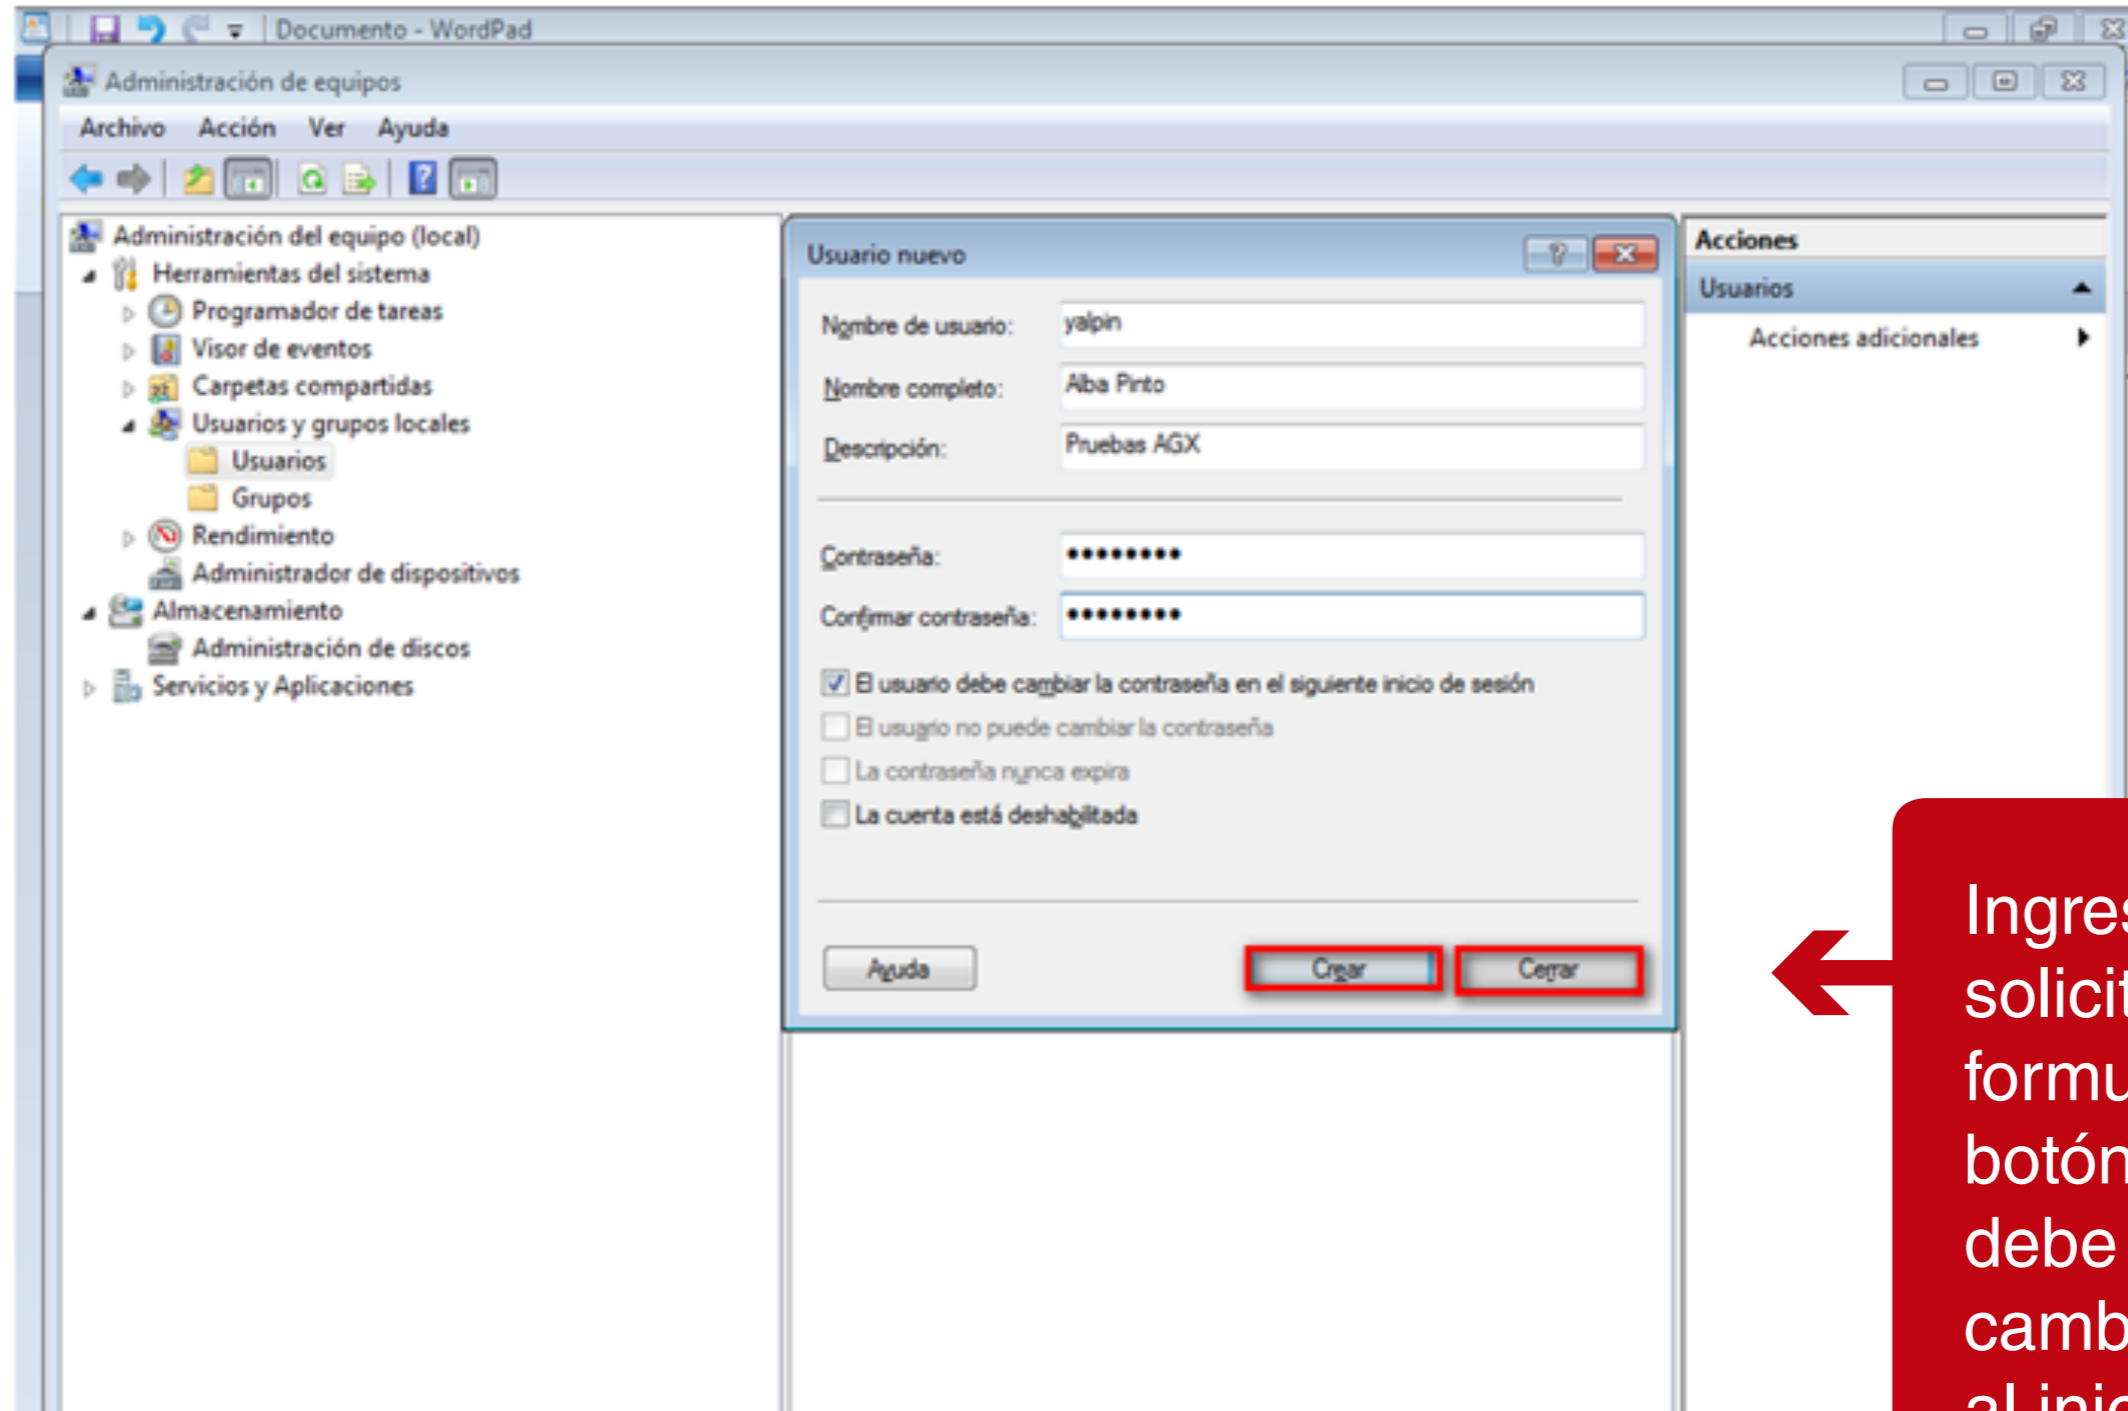 Documento - WordPad
Administración de equipos
Archivo Acción Ver Ayuda
Administración del equipo (local)
Herramientas del sistema
Programador de tareas
Visor de eventos
Carpetas compartidas
Usuarios y grupos locales
Usuarios
Grupos
Rendimiento
Administrador de dispositivos
Almacenamiento
Administración de discos
Servicios y Aplicaciones
Usuario nuevo
Nombre de usuario: yalpin
Nombre completo: Alba Pinto
Descripción: Pruebas AGX
Contraseña: ••••••••
Confirmar contraseña: ••••••••
El usuario debe cambiar la contraseña en el siguiente inicio de sesión
El usuario no puede cambiar la contraseña
La contraseña nunca expira
La cuenta está deshabilitada
Ayuda Crear Cerrar
Acciones
Usuarios
Acciones adicionales
botón
debe